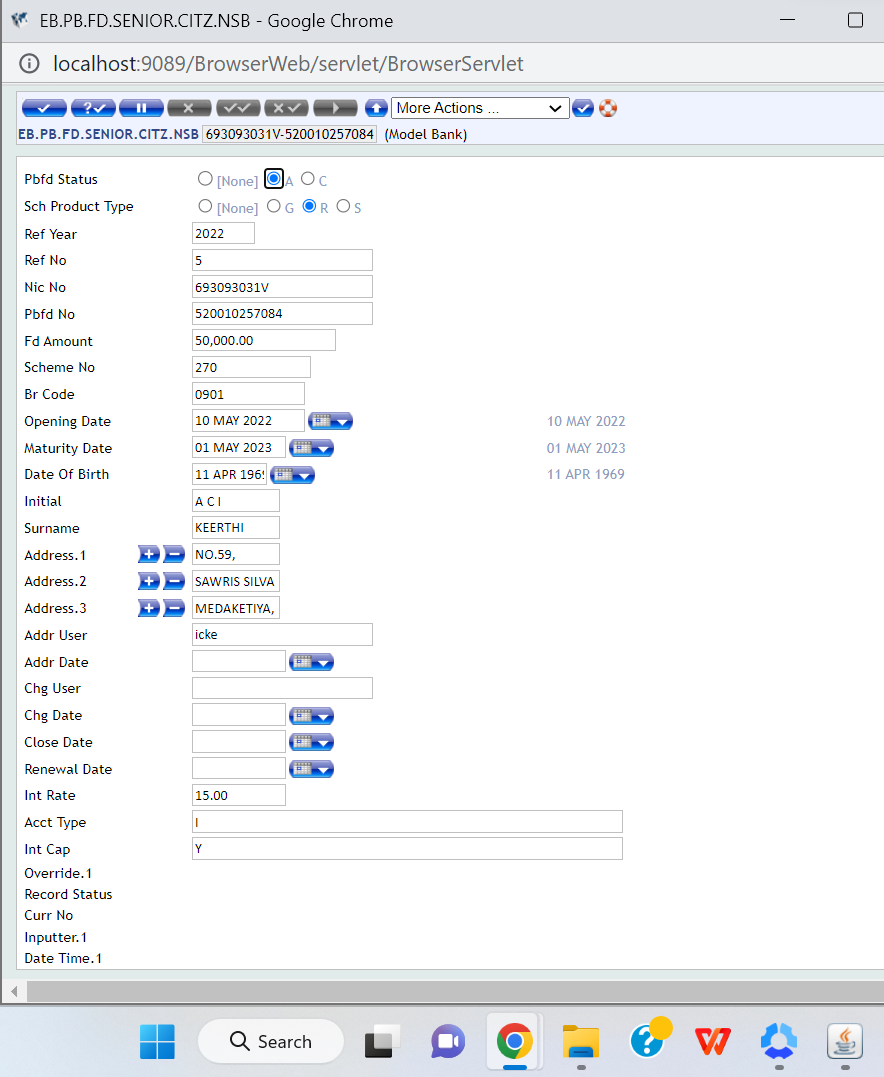 EB.PB.FD.SENIOR.CITZ.NSB - Google Chrome
localhost:9089/BrowserWeb/servlet/BrowserServlet
More Actions ...
EB.PB.FD.SENIOR.CITZ.NSB 693093031V-520010257084 (Model Bank)
Pbfd Status [None] A C
Sch Product Type [None] G R S
Ref Year 2022
Ref No 5
Nic No 693093031V
Pbfd No 520010257084
Fd Amount 50,000.00
Scheme No 270
Br Code 0901
Opening Date 10 MAY 2022 10 MAY 2022
Maturity Date 01 MAY 2023 01 MAY 2023
Date Of Birth 11 APR 1969 11 APR 1969
Initial A C I
Surname KEERTHI
Address.1 NO.59,
Address.2 SAWRIS SILVA
Address.3 MEDAKETIYA,
Addr User icke
Addr Date
Chg User
Chg Date
Close Date
Renewal Date
Int Rate 15.00
Acct Type I
Int Cap Y
Override.1
Record Status
Curr No
Inputter.1
Date Time.1
Search